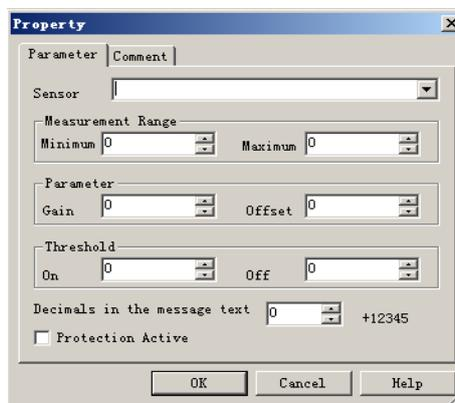 Property
Parameter Comment
Sensor
Measurement Range
Minimum 0 Maximum 0
Parameter
Gain 0 Offset 0
Threshold
On 0 Off 0
Decimals in the message text 0 +12345
Protection Active
OK Cancel Help